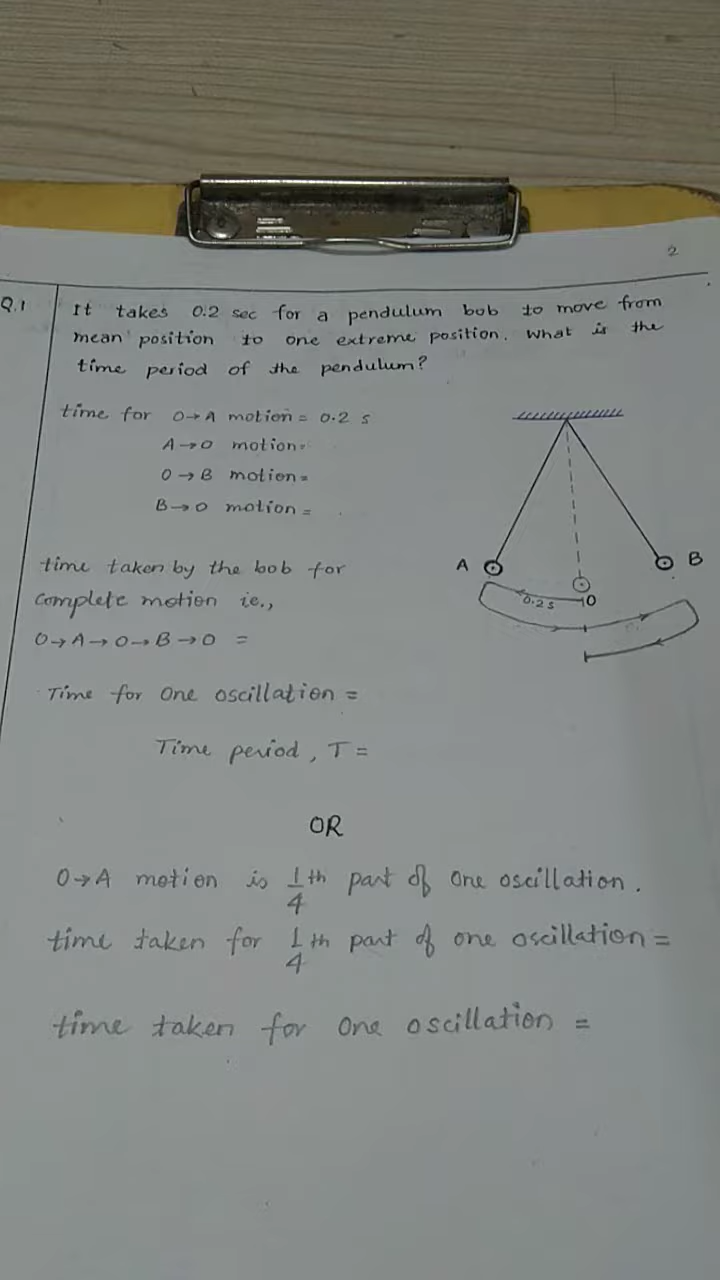 2
Q.1 It takes 0.2 sec for a pendulum bob to move from
mean position to one extreme position. What is the
time period of the pendulum?
time for O→A motion = 0.2 s
A→O motion=
O→B motion=
B→O motion =
A
B
O
0.2 s
time taken by the bob for
complete motion ie.,
O→A→O→B→O =
Time for One oscillation =
Time period, T =
OR
O→A motion is 1/4 th part of One oscillation.
time taken for 1/4 th part of one oscillation =
time taken for One oscillation =